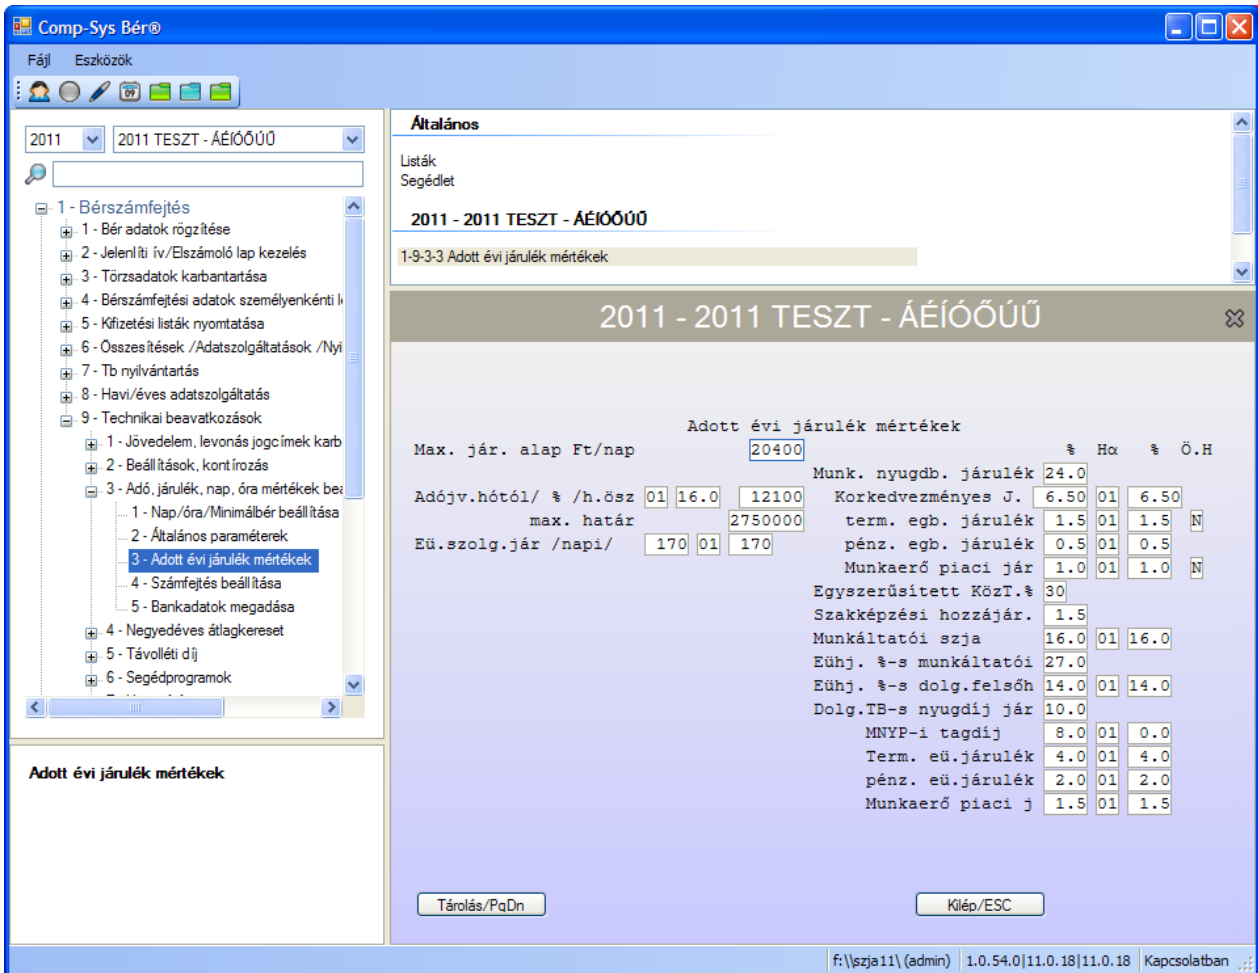 Comp-Sys Bér®
Fájl Eszközök
2011 2011 TESZT - ÁÉÍÓŐÚŰ
1 - Bérszámfejtés
1 - Bér adatok rögzítése
2 - Jelenlíti ív/Elszámoló lap kezelés
3 - Törzsadatok karbantartása
4 - Bérszámfejtési adatok személyenkénti l
5 - Kifizetési listák nyomtatása
6 - Összesítések /Adatszolgáltatások /Nyi
7 - Tb nyilvántartás
8 - Havi/éves adatszolgáltatás
9 - Technikai beavatkozások
1 - Jövedelem, levonás jogcímek karb
2 - Beállítások, kontírozás
3 - Adó, járulék, nap, óra mértékek beá
1 - Nap/óra/Minimálbér beállítása
2 - Általános paraméterek
3 - Adott évi járulék mértékek
4 - Számfejtés beállítása
5 - Bankadatok megadása
4 - Negyedéves átlagkereset
5 - Távolléti díj
6 - Segédprogramok
Adott évi járulék mértékek
Általános
Listák
Segédlet
2011 - 2011 TESZT - ÁÉÍÓŐÚŰ
1-9-3-3 Adott évi járulék mértékek
2011 - 2011 TESZT - ÁÉÍÓŐÚŰ
Adott évi járulék mértékek
Max. jár. alap Ft/nap 20400 % Hα % Ö.H
Munk. nyugdb. járulék 24.0
Adójv.hótól/ % /h.ösz 01 16.0 12100 Korkedvezményes J. 6.50 01 6.50
max. határ 2750000 term. egb. járulék 1.5 01 1.5 N
Eü.szolg.jár /napi/ 170 01 170 pénz. egb. járulék 0.5 01 0.5
Munkaerő piaci jár 1.0 01 1.0 N
Egyszerűsített KözT.% 30
Szakképzési hozzájár. 1.5
Munkáltatói szja 16.0 01 16.0
Eühj. %-s munkáltatói 27.0
Eühj. %-s dolg.felsőh 14.0 01 14.0
Dolg.TB-s nyugdíj jár 10.0
MNYP-i tagdíj 8.0 01 0.0
Term. eü.járulék 4.0 01 4.0
pénz. eü.járulék 2.0 01 2.0
Munkaerő piaci j 1.5 01 1.5
Tárolás/PgDn Kilép/ESC
f:\\szja11\ (admin) 1.0.54.0|11.0.18|11.0.18 Kapcsolatban